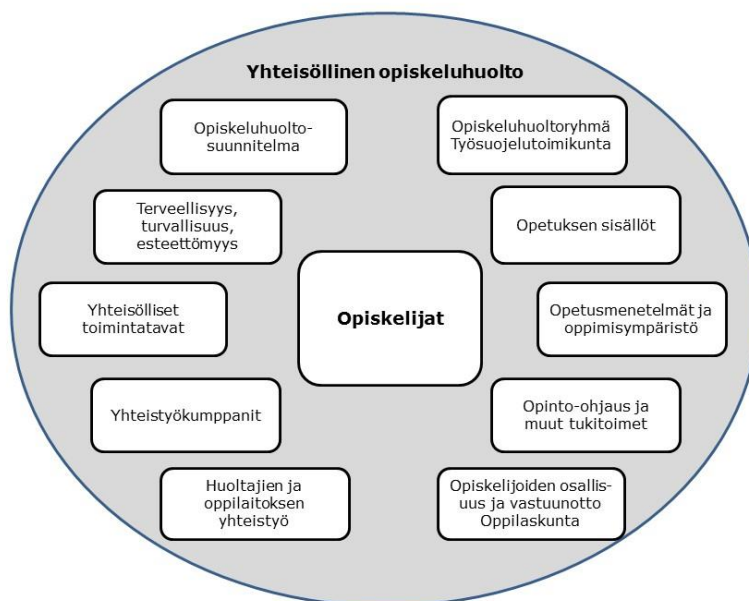 Yhteisöllinen opiskeluhuolto
Opiskeluhuolto-
suunnitelma
Opiskeluhuoltoryhmä
Työsuojelutoimikunta
Terveellisyys,
turvallisuus,
esteettömyys
Opetuksen sisällöt
Yhteisölliset
toimintatavat
Opiskelijat
Opetusmenetelmät ja
oppimisympäristö
Yhteistyökumppanit
Opinto-ohjaus ja
muut tukitoimet
Huoltajien ja
oppilaitoksen
yhteistyö
Opiskelijoiden osallis-
uus ja vastuunotto
Oppilaskunta